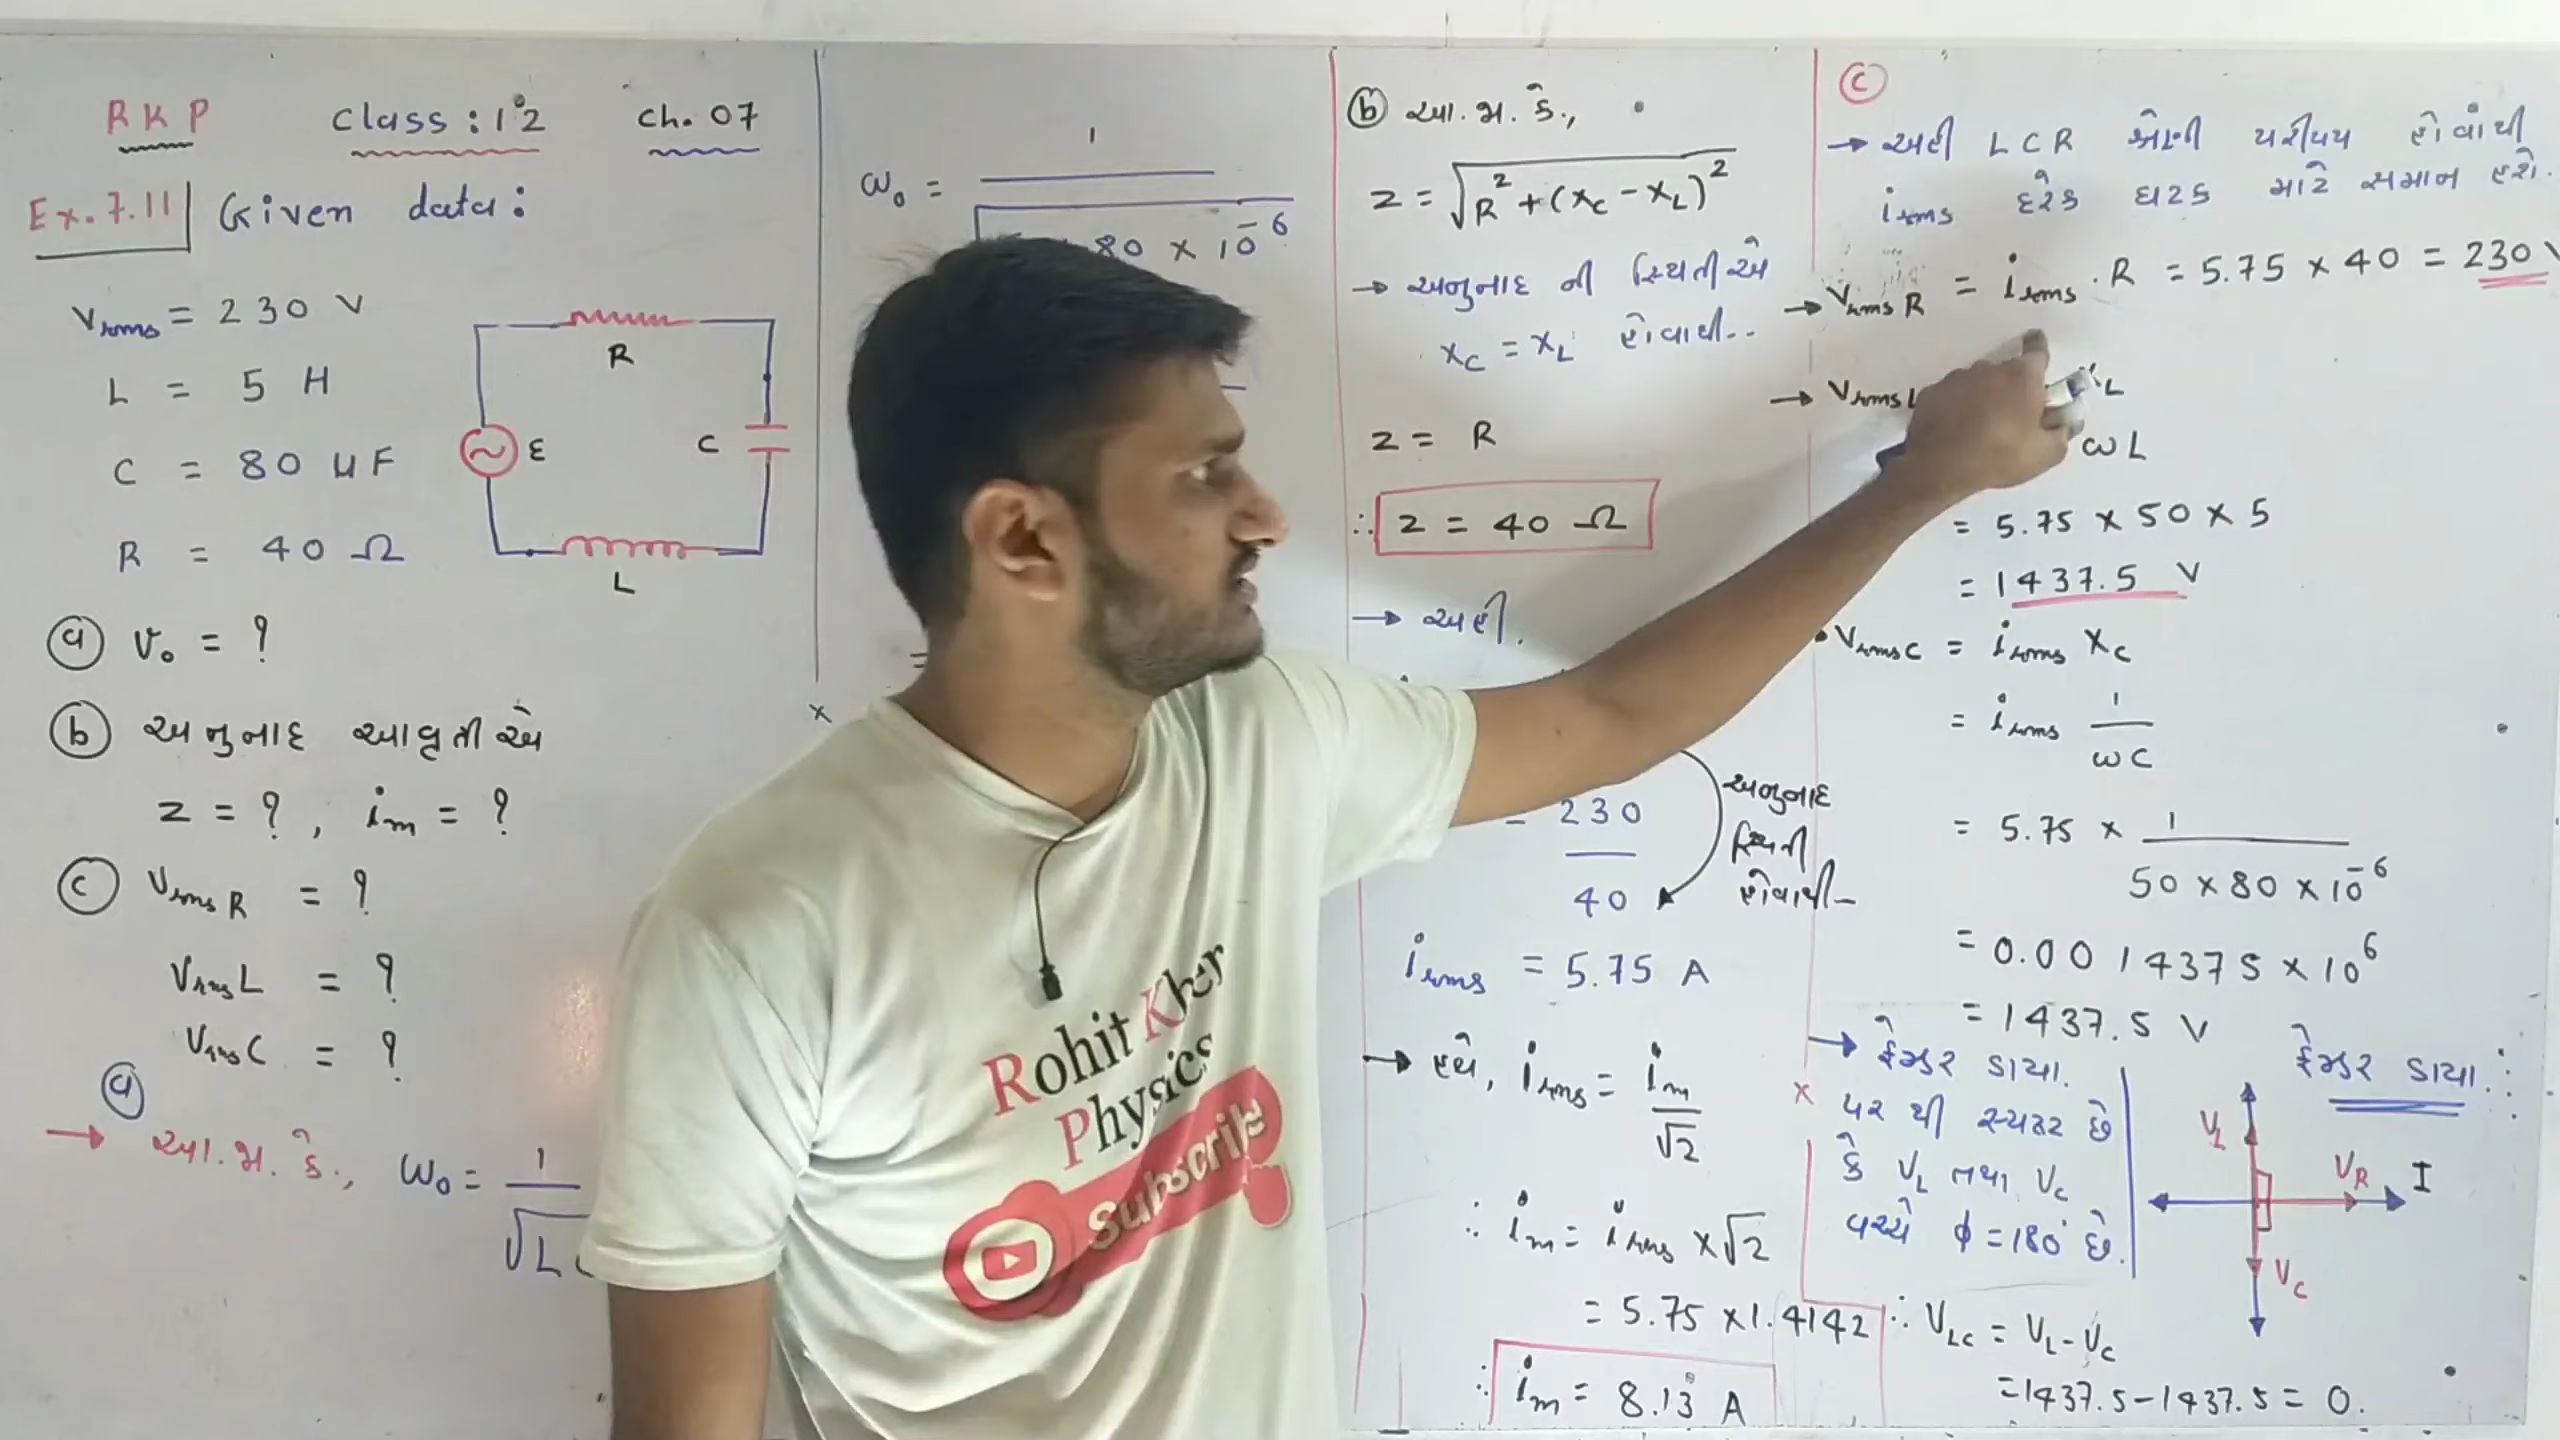 RKP class : 12 ch. 07
Ex. 7.11 Given data :
Vrms = 230 V
L = 5 H
C = 80 μF
R = 40 Ω
R
ε
C
L
(a) v₀ = ?
(b) અનુનાદ આવૃત્તીએ
z = ? , im = ?
(c) Vrms R = ?
Vrms L = ?
Vrms C = ?
(a)
→ આ.ભ. કે., ω₀ = 1/√L
ω₀ = 1
80 × 10⁻⁶
(b) આ.ભ. કે.,
z = √R² + (xc - xL)²
→ અનુનાદ ની સ્થિતીએ
xc = xL હોવાથી..
z = R
∴ z = 40 Ω
→ અહી.
= 230/40
અનુનાદ
સ્થિતી
હોવાથી–
irms = 5.75 A
→ હવે, irms = im/√2
∴ im = irms × √2
= 5.75 × 1.4142
∴ im = 8.13 A
(c)
→ અહી LCR શ્રેણી પરીપથ હોવાથી
irms દરેક ઘટક માટે સમાન હશે.
→ Vrms R = irms · R = 5.75 × 40 = 230 V
→ Vrms L xL
ωL
= 5.75 × 50 × 5
= 1437.5 V
• Vrms C = irms Xc
= irms 1/ωC
= 5.75 × 1/50 × 80 × 10⁻⁶
= 0.0014375 × 10⁶
= 1437.5 V
→ ફેઝર ડાયા.
પર થી સ્પષ્ટ છે
કે VL તથા Vc
વચ્ચે ϕ = 180° છે.
ફેઝર ડાયા.
VL
VR I
Vc
∴ VLC = VL - Vc
= 1437.5 - 1437.5 = 0.
Rohit Kher
Physics
Subscribe